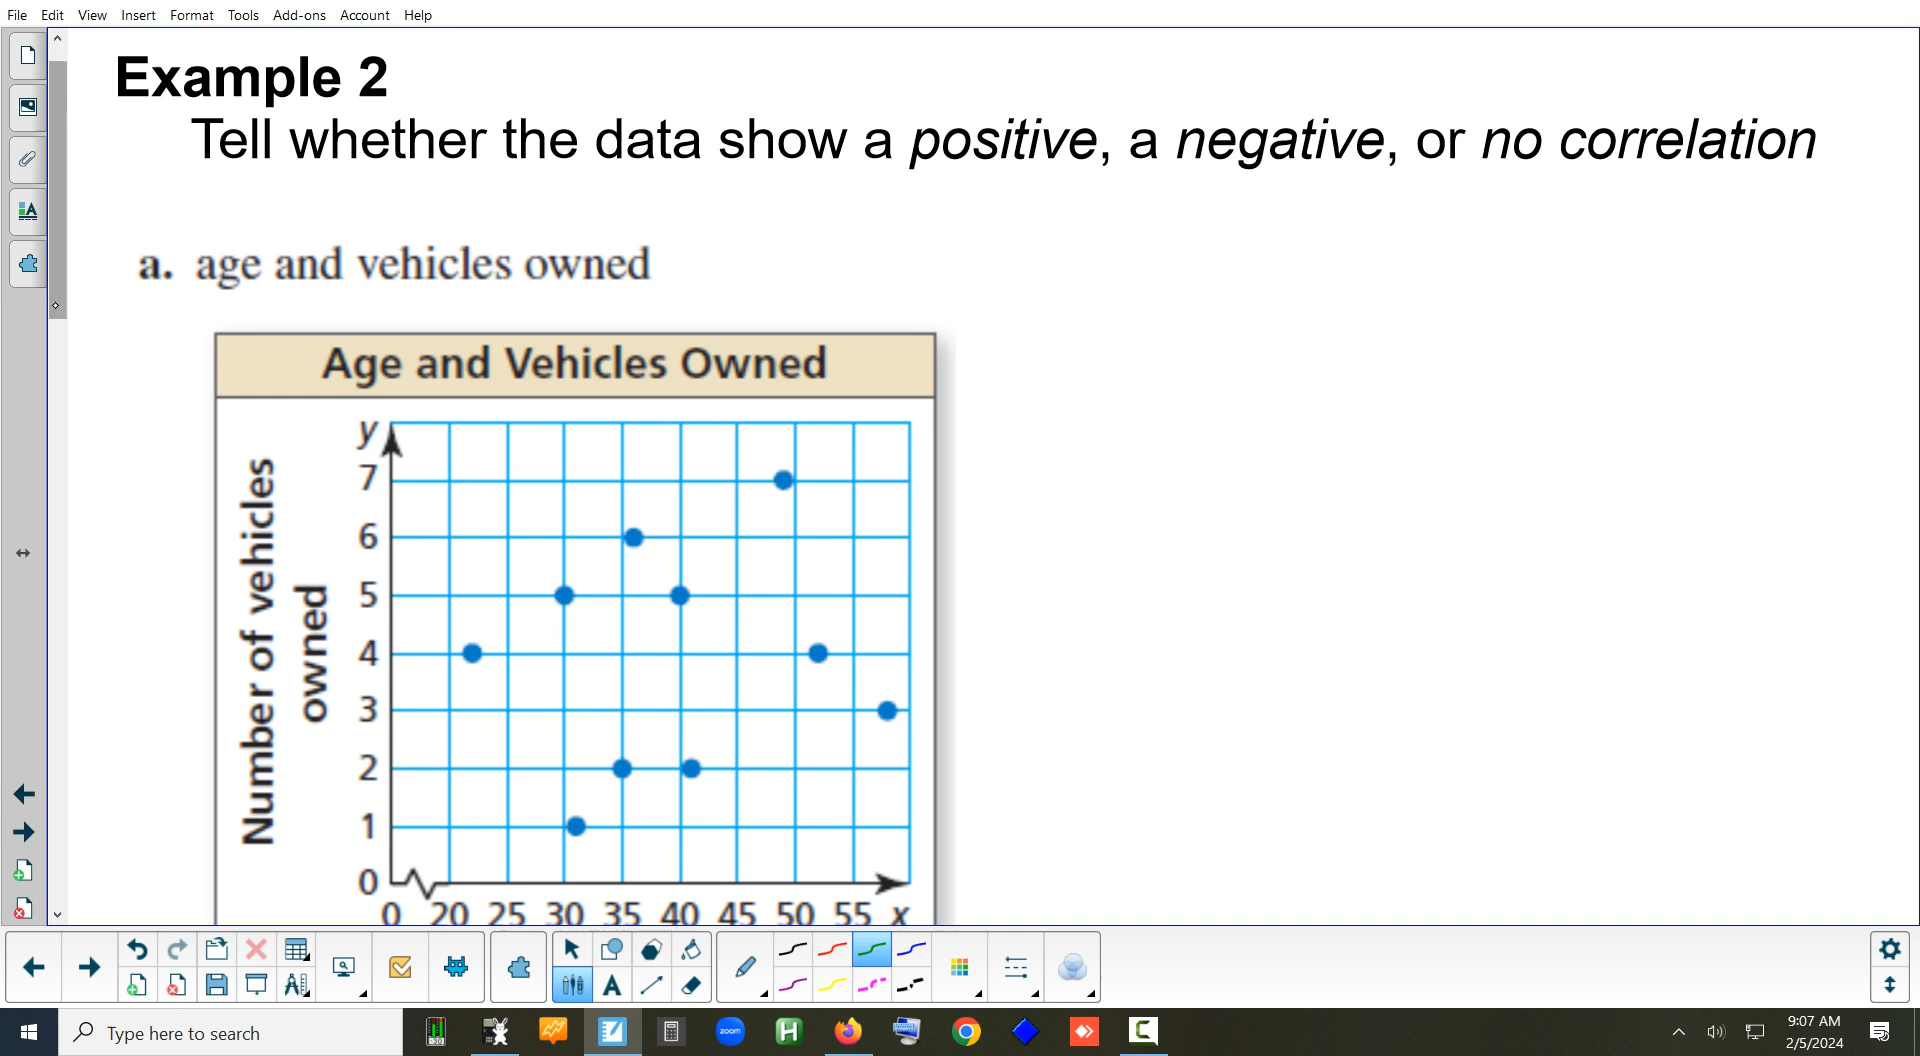 File Edit View Insert Format Tools Add-ons Account Help
Example 2
Tell whether the data show a positive, a negative, or no correlation
a. age and vehicles owned
Age and Vehicles Owned
Number of vehicles
owned
y
7
6
5
4
3
2
1
0
0 20 25 30 35 40 45 50 55 x
Type here to search
zoom
9:07 AM
2/5/2024